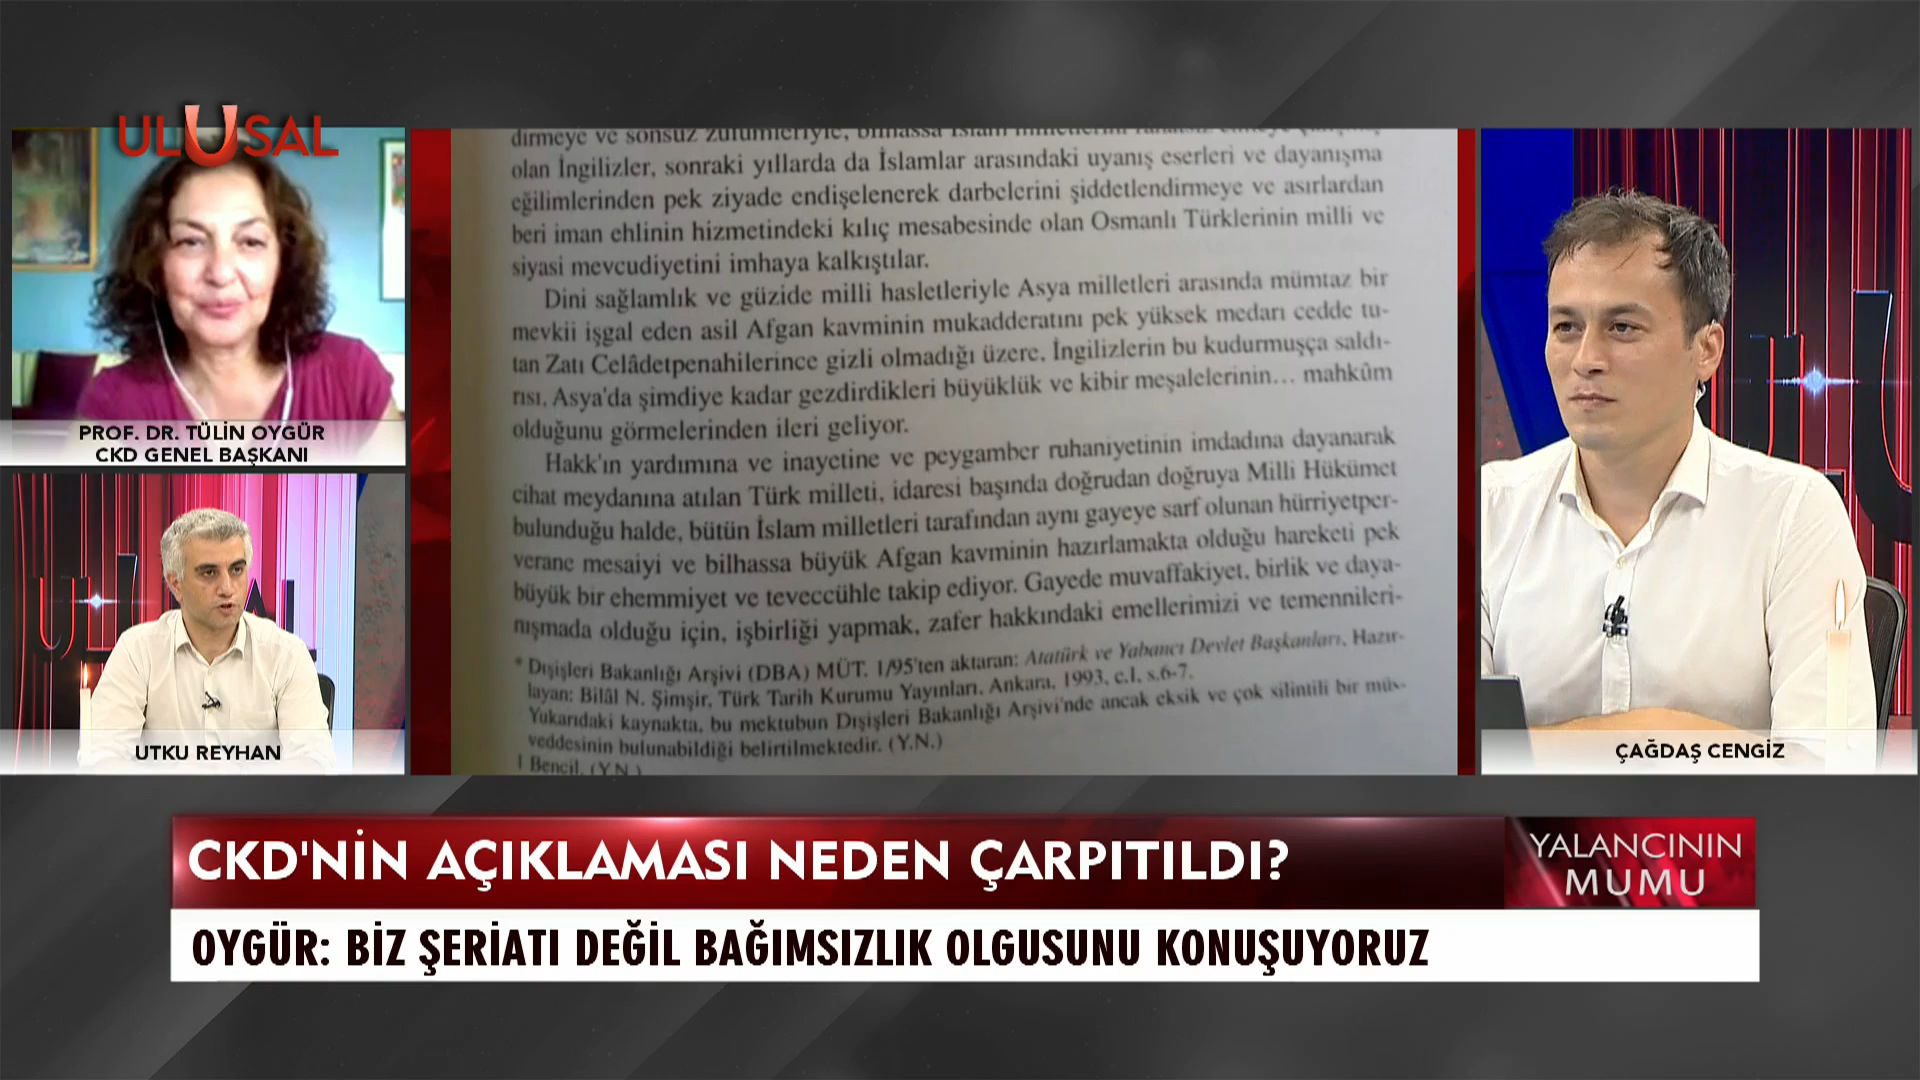 ULUSAL
PROF. DR. TÜLİN OYGÜR
CKD GENEL BAŞKANI
UTKU REYHAN
dirmeye ve sonsuz zulümleriyle, bilhassa İslam milletlerini
olan İngilizler, sonraki yıllarda da İslamlar arasındaki uyanış eserleri ve dayanışma
eğilimlerinden pek ziyade endişelenerek darbelerini şiddetlendirmeye ve asırlardan
beri iman ehlinin hizmetindeki kılıç mesabesinde olan Osmanlı Türklerinin milli ve
siyasi mevcudiyetini imhaya kalkıştılar.
Dini sağlamlık ve güzide milli hasletleriyle Asya milletleri arasında mümtaz bir
mevkii işgal eden asil Afgan kavminin mukadderatını pek yüksek medarı cedde tu-
tan Zatı Celâdetpenahilerince gizli olmadığı üzere, İngilizlerin bu kudurmuşça saldı-
rısı, Asya'da şimdiye kadar gezdirdikleri büyüklük ve kibir meşalelerinin... mahkûm
olduğunu görmelerinden ileri geliyor.
Hakk'ın yardımına ve inayetine ve peygamber ruhaniyetinin imdadına dayanarak
cihat meydanına atılan Türk milleti, idaresi başında doğrudan doğruya Milli Hükümet
bulunduğu halde, bütün İslam milletleri tarafından aynı gayeye sarf olunan hürriyetper-
verane mesaiyi ve bilhassa büyük Afgan kavminin hazırlamakta olduğu hareketi pek
büyük bir ehemmiyet ve teveccühle takip ediyor. Gayede muvaffakiyet, birlik ve daya-
nışmada olduğu için, işbirliği yapmak, zafer hakkındaki emellerimizi ve temennileri-
* Dışişleri Bakanlığı Arşivi (DBA) MÜT. 1/95'ten aktaran: Atatürk ve Yabancı Devlet Başkanları, Hazır-
layan: Bilâl N. Şimşir, Türk Tarih Kurumu Yayınları, Ankara, 1993, c.I, s.6-7.
Yukarıdaki kaynakta, bu mektubun Dışişleri Bakanlığı Arşivi'nde ancak eksik ve çok silintili bir müs-
veddesinin bulunabildiği belirtilmektedir. (Y.N.)
1 Bencil. (Y.N.)
ÇAĞDAŞ CENGİZ
CKD'NİN AÇIKLAMASI NEDEN ÇARPITILDI?
YALANCININ
MUMU
OYGÜR: BİZ ŞERİATI DEĞİL BAĞIMSIZLIK OLGUSUNU KONUŞUYORUZ